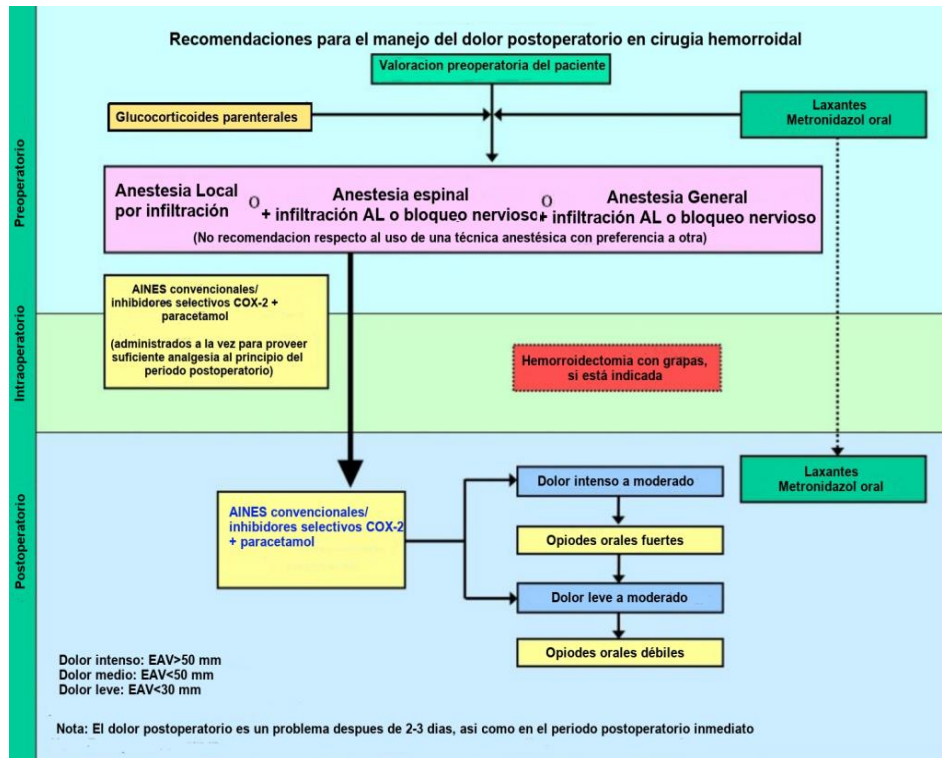 Recomendaciones para el manejo del dolor postoperatorio en cirugia hemorroidal
Valoracion preoperatoria del paciente
Glucocorticoides parenterales
Laxantes
Metronidazol oral
Preoperatorio
Anestesia Local
por infiltración
O
Anestesia espinal
+ infiltración AL o bloqueo nervioso
O
Anestesia General
+ infiltración AL o bloqueo nervioso
(No recomendacion respecto al uso de una técnica anestésica con preferencia a otra)
AINES convencionales/
inhibidores selectivos COX-2 +
paracetamol
(administrados a la vez para proveer
suficiente analgesia al principio del
periodo postoperatorio)
Intraoperatorio
Hemorroidectomia con grapas,
si está indicada
Postoperatorio
AINES convencionales/
inhibidores selectivos COX-2
+ paracetamol
Dolor intenso a moderado
Opiodes orales fuertes
Dolor leve a moderado
Opiodes orales débiles
Laxantes
Metronidazol oral
Dolor intenso: EAV>50 mm
Dolor medio: EAV<50 mm
Dolor leve: EAV<30 mm
Nota: El dolor postoperatorio es un problema despues de 2-3 dias, asi como en el periodo postoperatorio inmediato